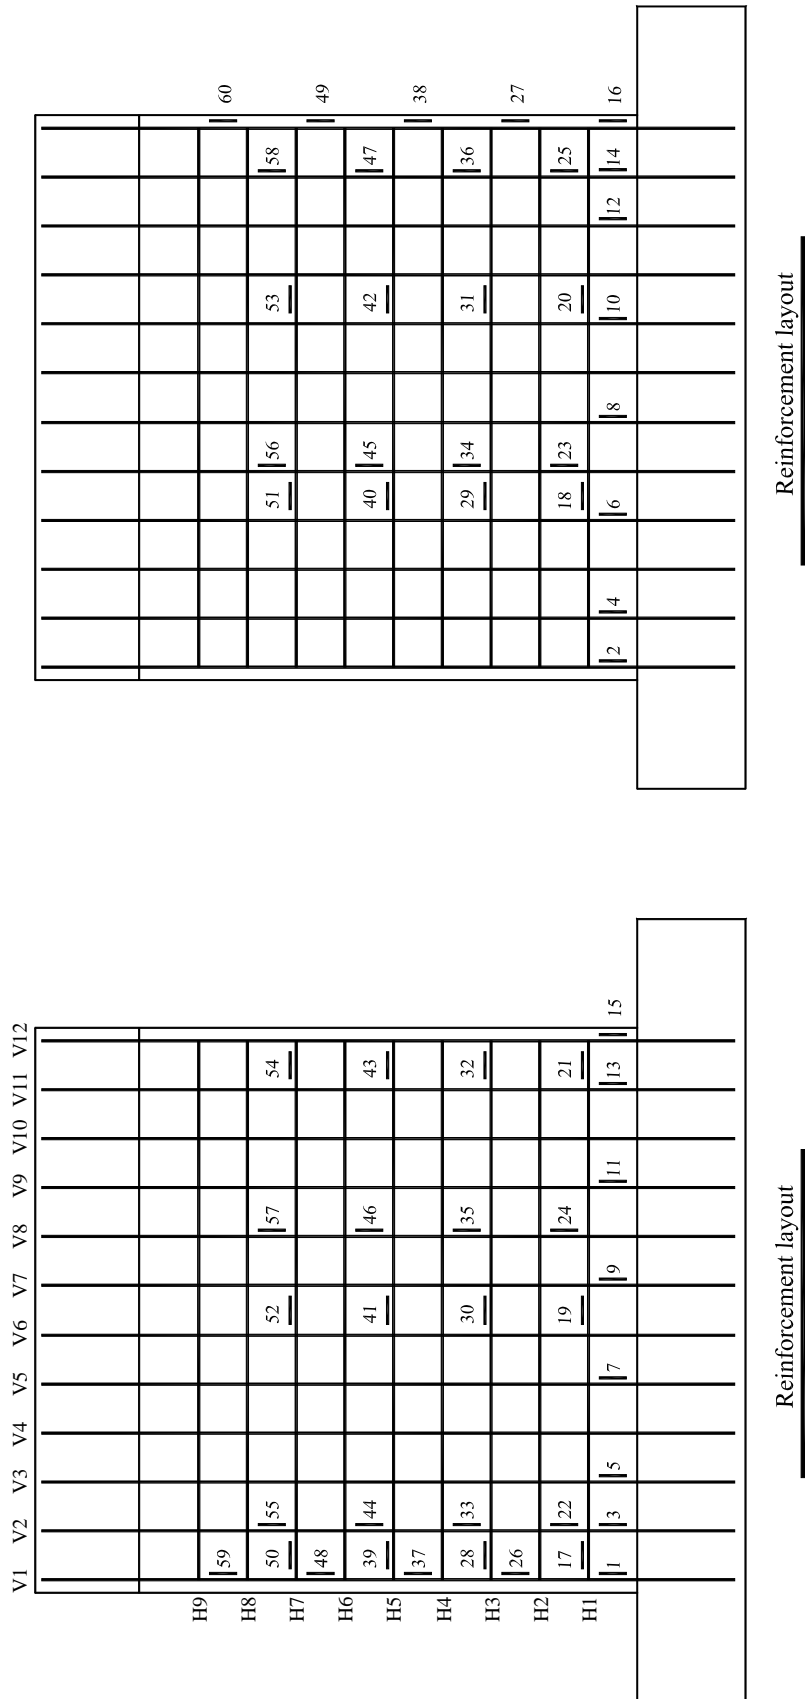 60 49 38 27 16
58 47 36 25 14
12
53 42 31 20 10
8
56 45 34 23
51 40 29 18 6
4
2
Reinforcement layout
V12 V11 V10 V9 V8 V7 V6 V5 V4 V3 V2 V1
15
54 43 32 21 13
11
57 46 35 24
9
52 41 30 19
7
5
55 44 33 22 3
59 48 37 26
50 39 28 17 1
H9 H8 H7 H6 H5 H4 H3 H2 H1
Reinforcement layout